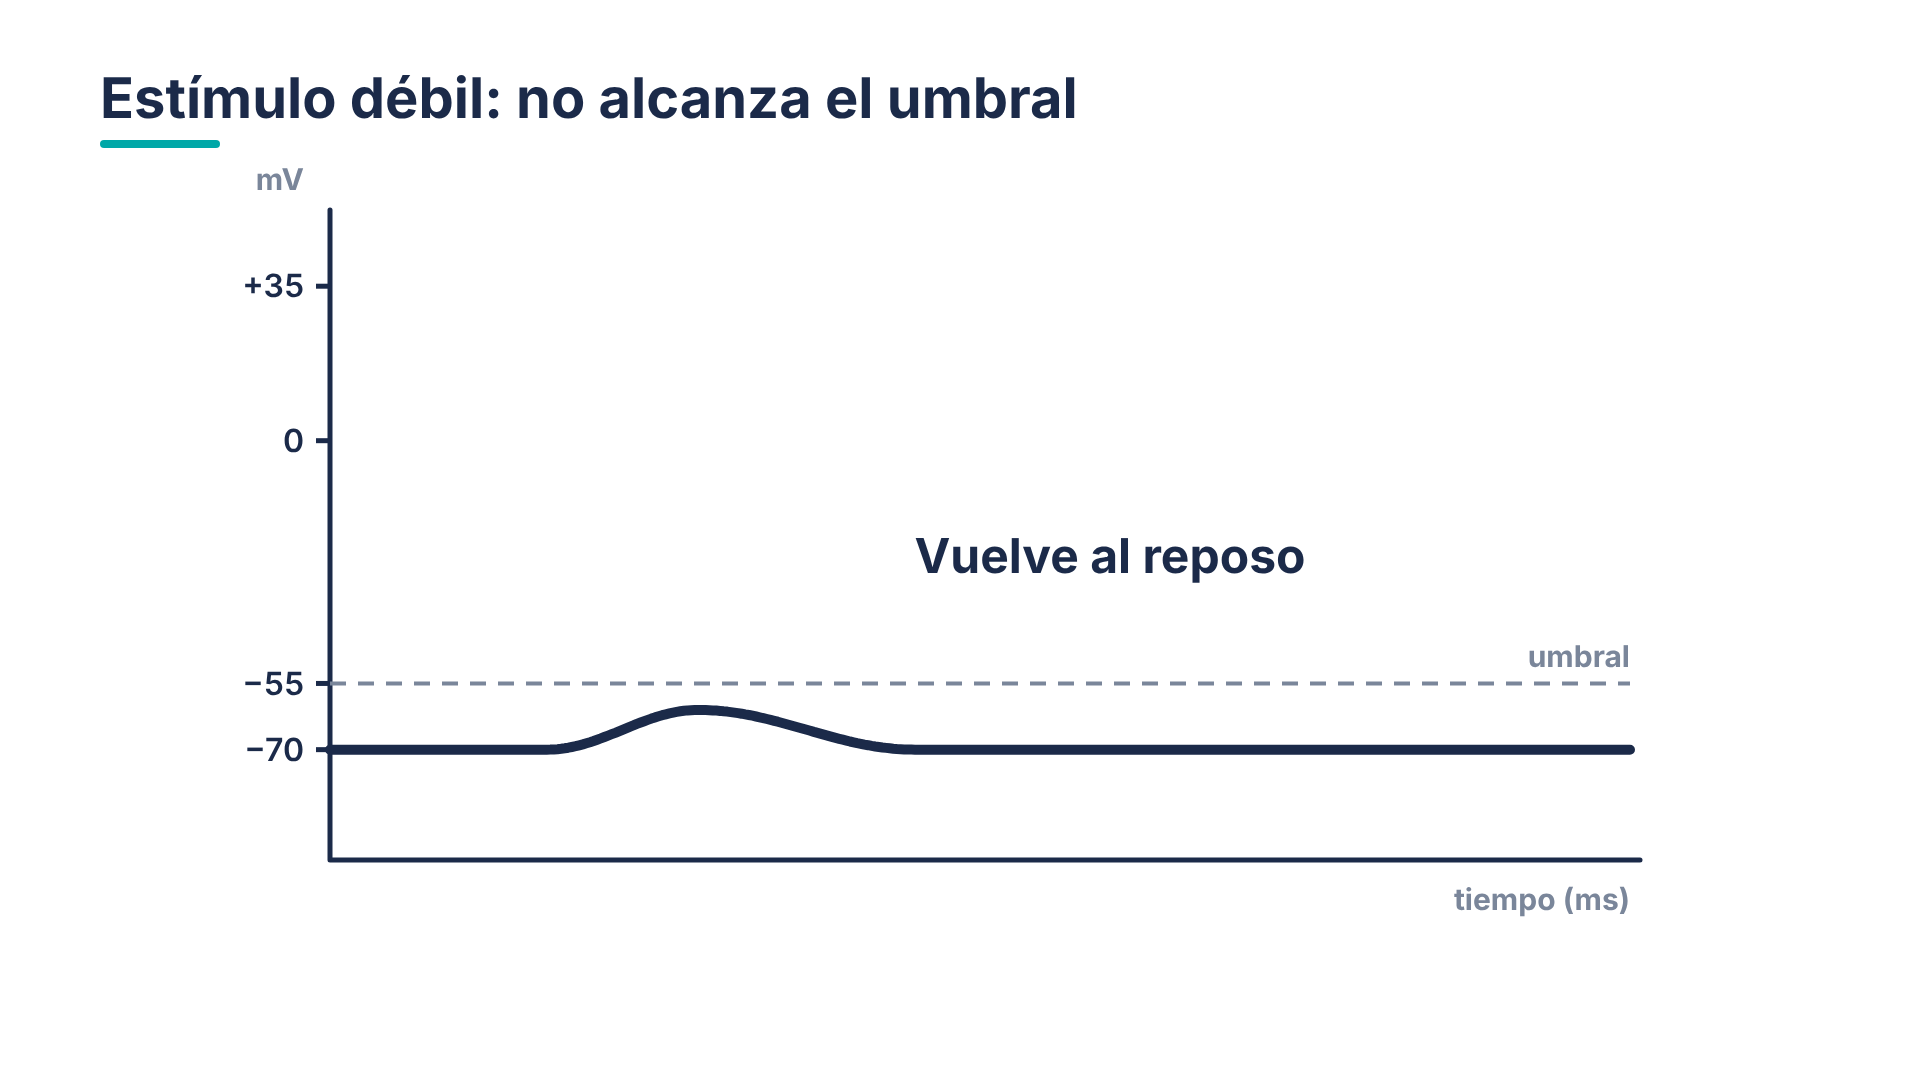 Estímulo débil: no alcanza el umbral
mV
+35
0
Vuelve al reposo
umbral
−55
−70
tiempo (ms)